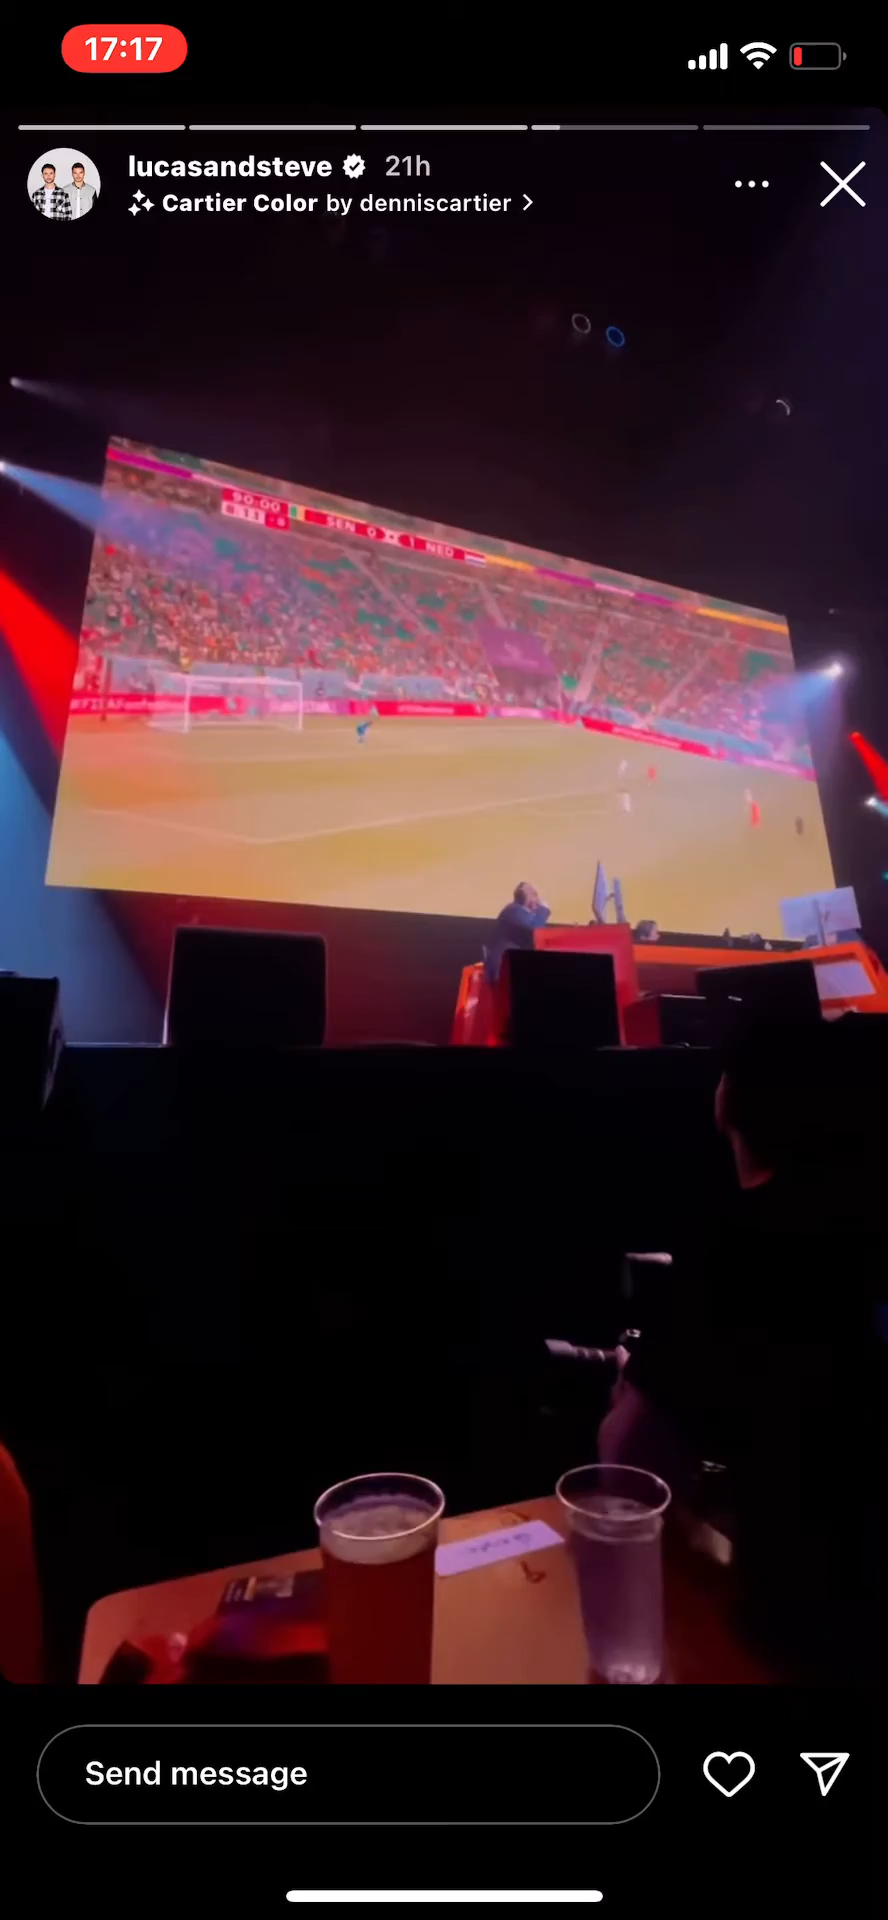 17:17
lucasandsteve 21h
Cartier Color by denniscartier >
90:00 SEN 0 1 NED
Send message